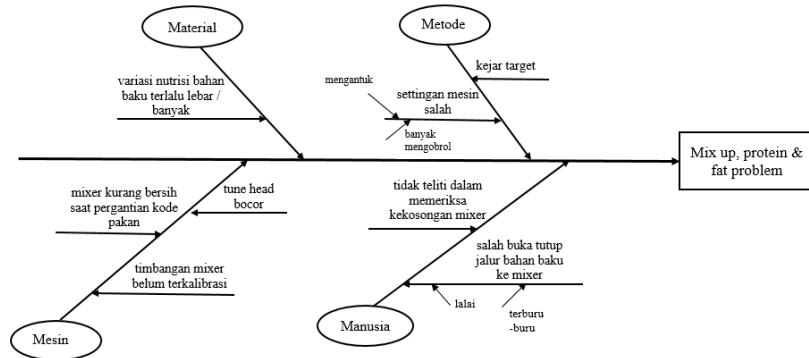 Material
Metode
variasi nutrisi bahan
baku terlalu lebar /
banyak
mengantuk
kejar target
settingan mesin
salah
banyak
mengobrol
Mix up, protein &
fat problem
mixer kurang bersih
saat pergantian kode
pakan
tune head
bocor
tidak teliti dalam
memeriksa
kekosongan mixer
timbangan mixer
belum terkalibrasi
salah buka tutup
jalur bahan baku
ke mixer
lalai
terburu
-buru
Mesin
Manusia